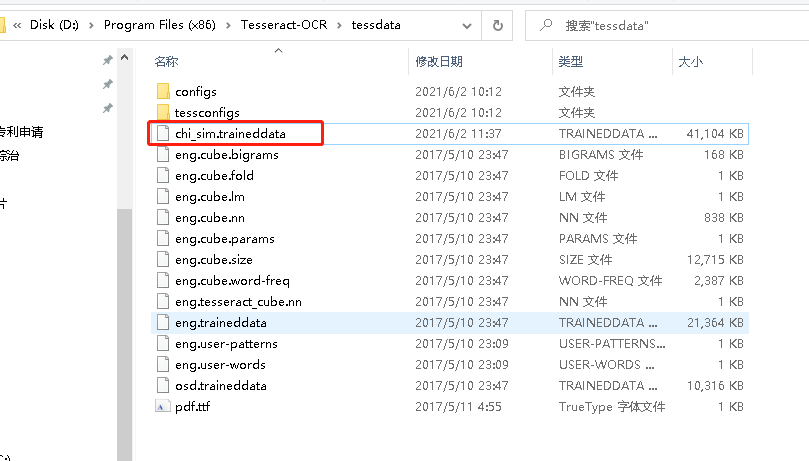 « Disk (D:) › Program Files (x86) › Tesseract-OCR › tessdata 搜索"tessdata"
名称 修改日期 类型 大小
configs 2021/6/2 10:12 文件夹
tessconfigs 2021/6/2 10:12 文件夹
chi_sim.traineddata 2021/6/2 11:37 TRAINEDDATA ... 41,104 KB
eng.cube.bigrams 2017/5/10 23:47 BIGRAMS 文件 168 KB
eng.cube.fold 2017/5/10 23:47 FOLD 文件 1 KB
eng.cube.lm 2017/5/10 23:47 LM 文件 1 KB
eng.cube.nn 2017/5/10 23:47 NN 文件 838 KB
eng.cube.params 2017/5/10 23:47 PARAMS 文件 1 KB
eng.cube.size 2017/5/10 23:47 SIZE 文件 12,715 KB
eng.cube.word-freq 2017/5/10 23:47 WORD-FREQ 文件 2,387 KB
eng.tesseract_cube.nn 2017/5/10 23:47 NN 文件 1 KB
eng.traineddata 2017/5/10 23:47 TRAINEDDATA ... 21,364 KB
eng.user-patterns 2017/5/10 23:09 USER-PATTERNS... 1 KB
eng.user-words 2017/5/10 23:09 USER-WORDS ... 1 KB
osd.traineddata 2017/5/10 23:47 TRAINEDDATA ... 10,316 KB
pdf.ttf 2017/5/11 4:55 TrueType 字体文件 1 KB
专利申请
综治
片